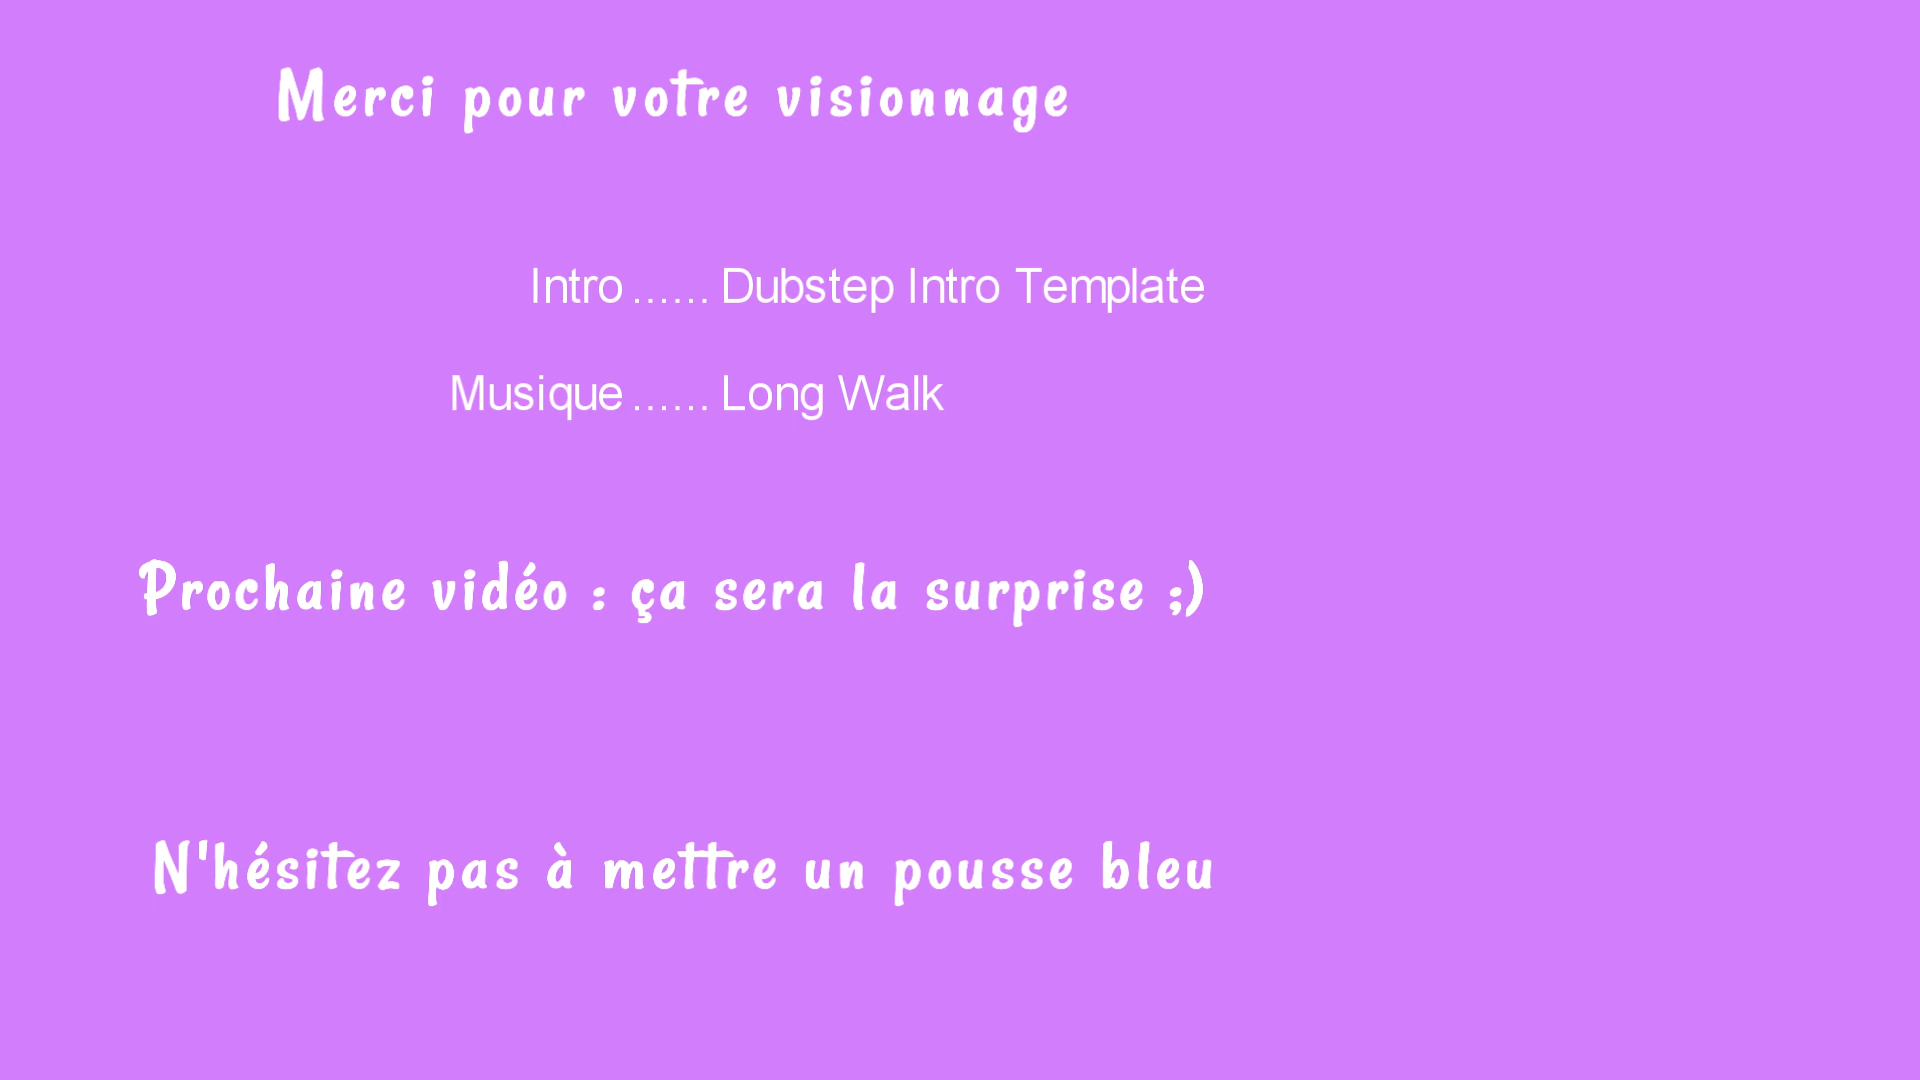 Merci pour votre visionnage
Intro ...... Dubstep Intro Template
Musique ...... Long Walk
Prochaine vidéo : ça sera la surprise ;)
N'hésitez pas à mettre un pousse bleu